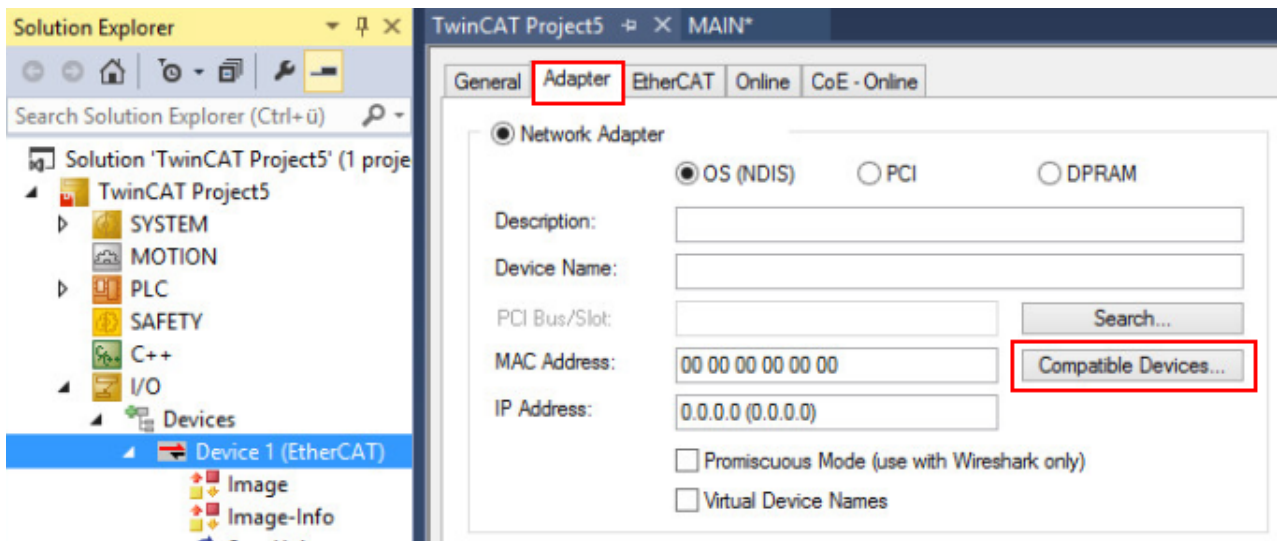 Solution Explorer
Search Solution Explorer (Ctrl+ü)
Solution 'TwinCAT Project5' (1 proje
TwinCAT Project5
SYSTEM
MOTION
PLC
SAFETY
C++
I/O
Devices
Device 1 (EtherCAT)
Image
Image-Info
TwinCAT Project5 MAIN*
General Adapter EtherCAT Online CoE - Online
Network Adapter
OS (NDIS) PCI DPRAM
Description:
Device Name:
PCI Bus/Slot: Search...
MAC Address: 00 00 00 00 00 00 Compatible Devices...
IP Address: 0.0.0.0 (0.0.0.0)
Promiscuous Mode (use with Wireshark only)
Virtual Device Names